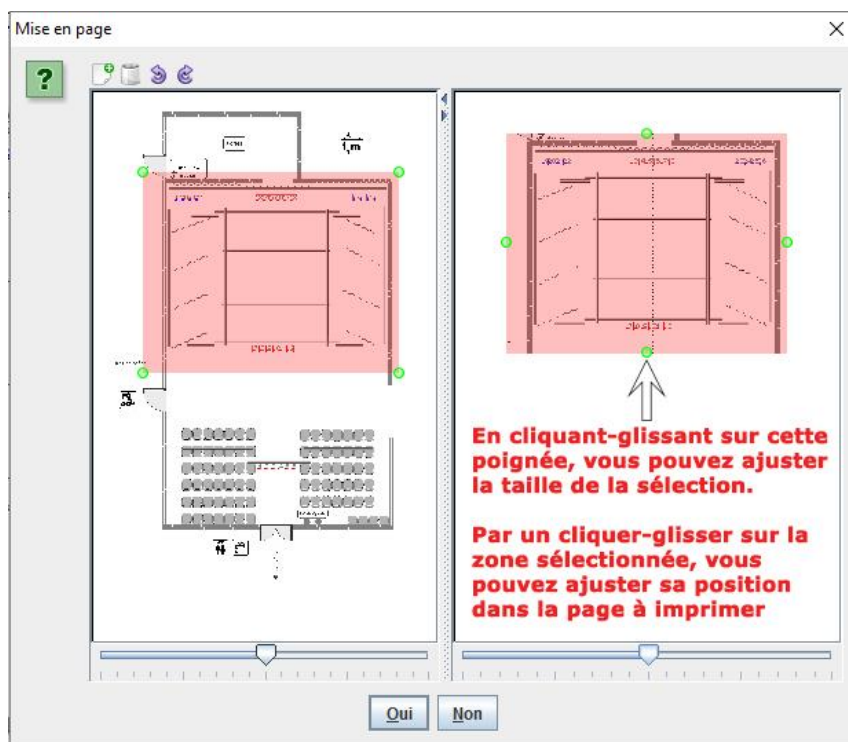 Mise en page
?
1 m
En cliquant-glissant sur cette
poignée, vous pouvez ajuster
la taille de la sélection.
Par un cliquer-glisser sur la
zone sélectionnée, vous
pouvez ajuster sa position
dans la page à imprimer
Oui
Non